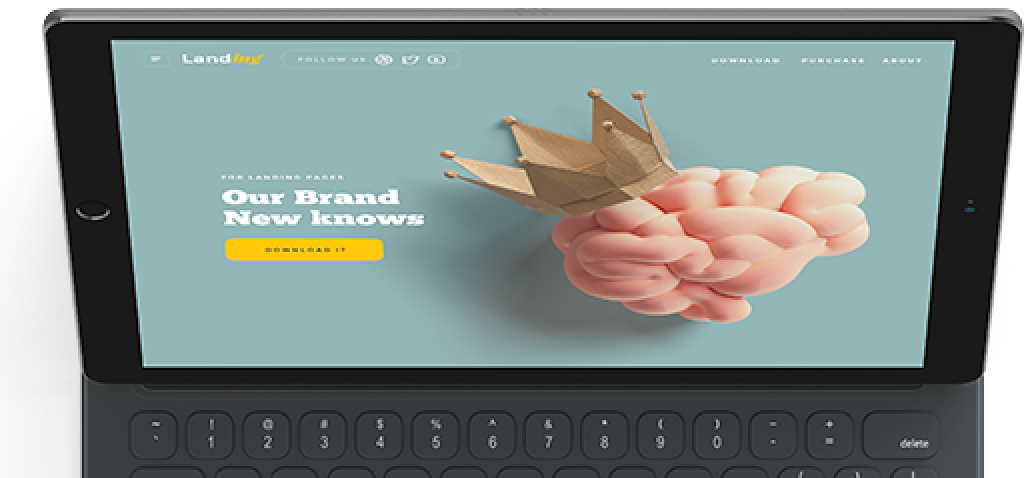 Landing
FOLLOW US
DOWNLOAD PURCHASE ABOUT
FOR LANDING PAGES
Our Brand
New knows
DOWNLOAD IT
~ ! @ # $ % ^ & * ( ) - +
` 1 2 3 4 5 6 7 8 9 0 - =
delete